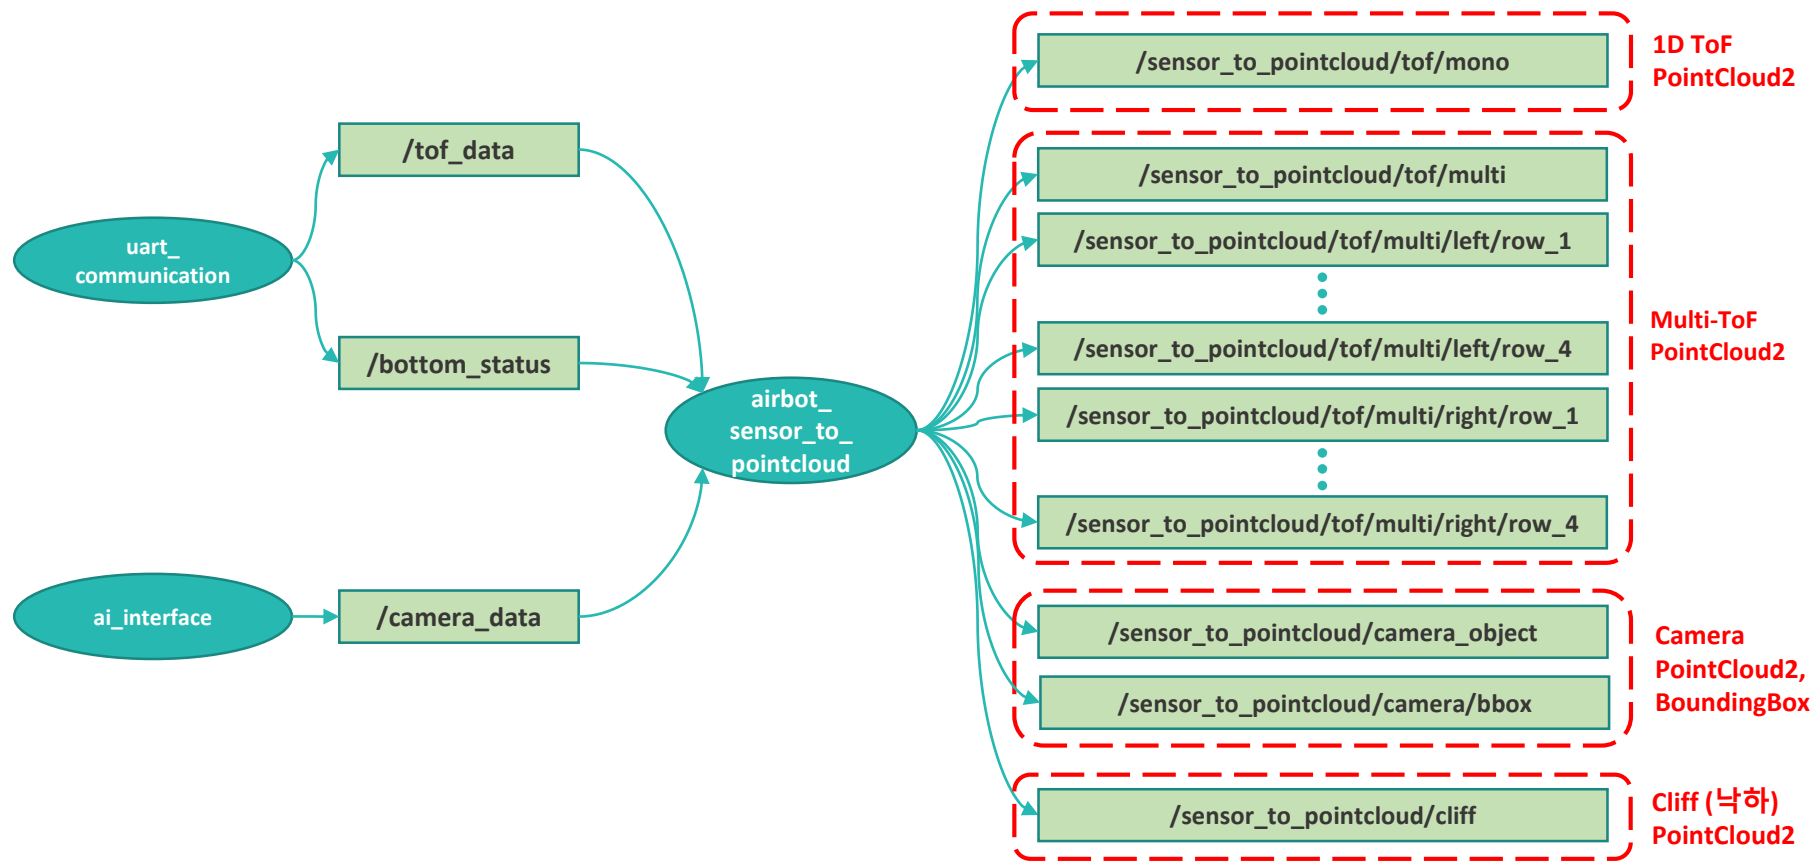 uart_
communication
ai_interface
/tof_data
/bottom_status
/camera_data
airbot_
sensor_to_
pointcloud
/sensor_to_pointcloud/tof/mono
1D ToF
PointCloud2
/sensor_to_pointcloud/tof/multi
/sensor_to_pointcloud/tof/multi/left/row_1
/sensor_to_pointcloud/tof/multi/left/row_4
/sensor_to_pointcloud/tof/multi/right/row_1
/sensor_to_pointcloud/tof/multi/right/row_4
Multi-ToF
PointCloud2
/sensor_to_pointcloud/camera_object
/sensor_to_pointcloud/camera/bbox
Camera
PointCloud2,
BoundingBox
/sensor_to_pointcloud/cliff
Cliff (낙하)
PointCloud2